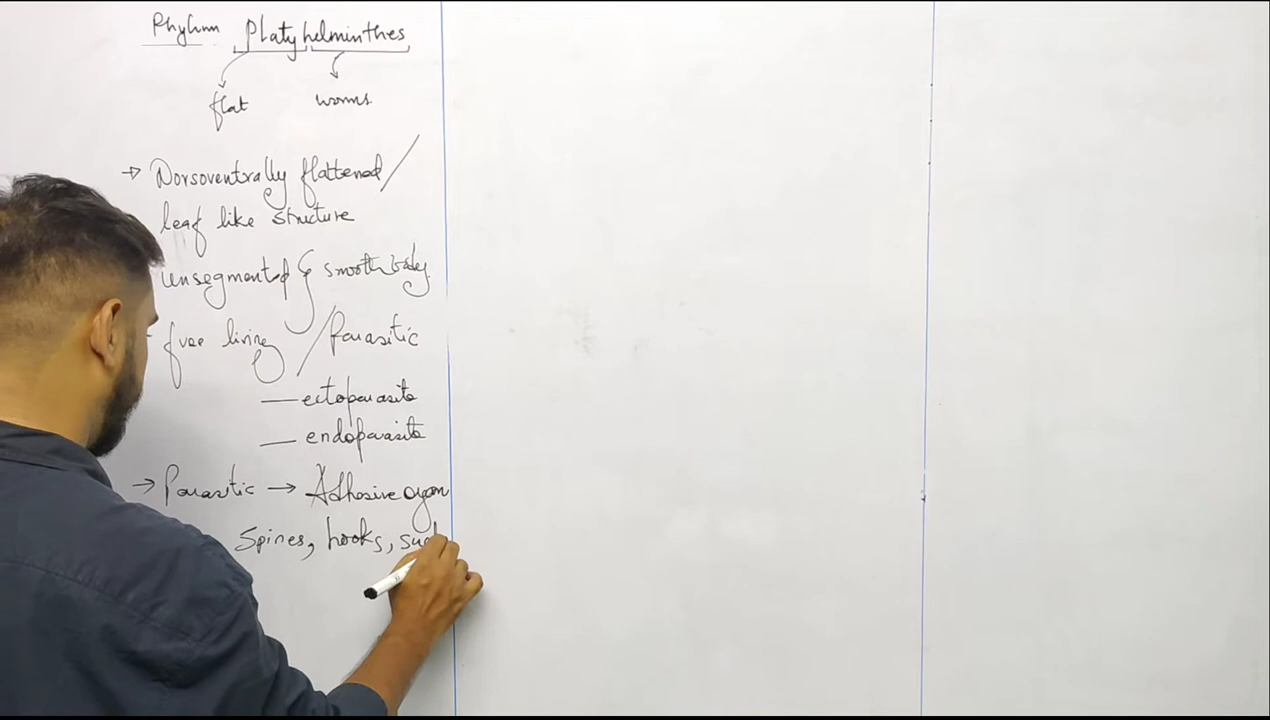 Phylum Platyhelminthes
flat worms.
→ Dorsoventrally flattened /
leaf like structure
unsegmented & smooth body.
free living / Parasitic
— ectoparasite
— endoparasite
→ Parasitic → Adhesive organ
Spines, hooks,